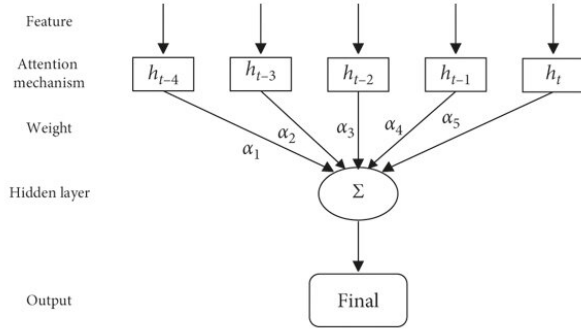 Feature
Attention
mechanism
h_{t–4} h_{t–3} h_{t–2} h_{t–1} h_t
Weight
α_1 α_2 α_3 α_4 α_5
Hidden layer
Σ
Output
Final